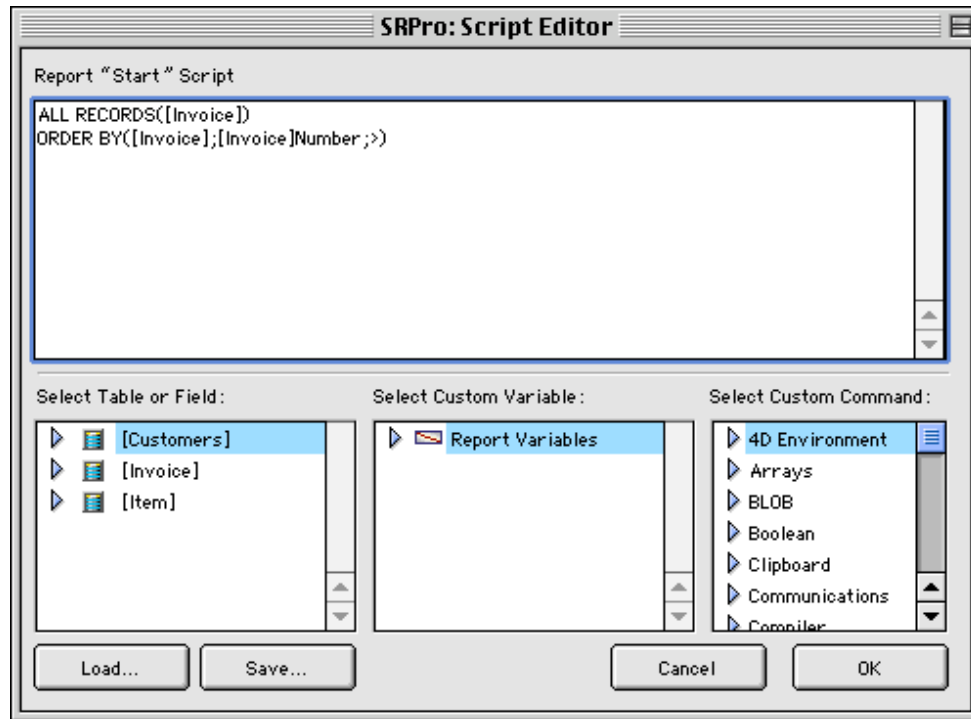 SRPro: Script Editor
Report “Start” Script
ALL RECORDS([Invoice])
ORDER BY([Invoice];[Invoice]Number;>)
Select Table or Field:
[Customers]
[Invoice]
[Item]
Select Custom Variable:
Report Variables
Select Custom Command:
4D Environment
Arrays
BLOB
Boolean
Clipboard
Communications
Compiler
Load...
Save...
Cancel
OK